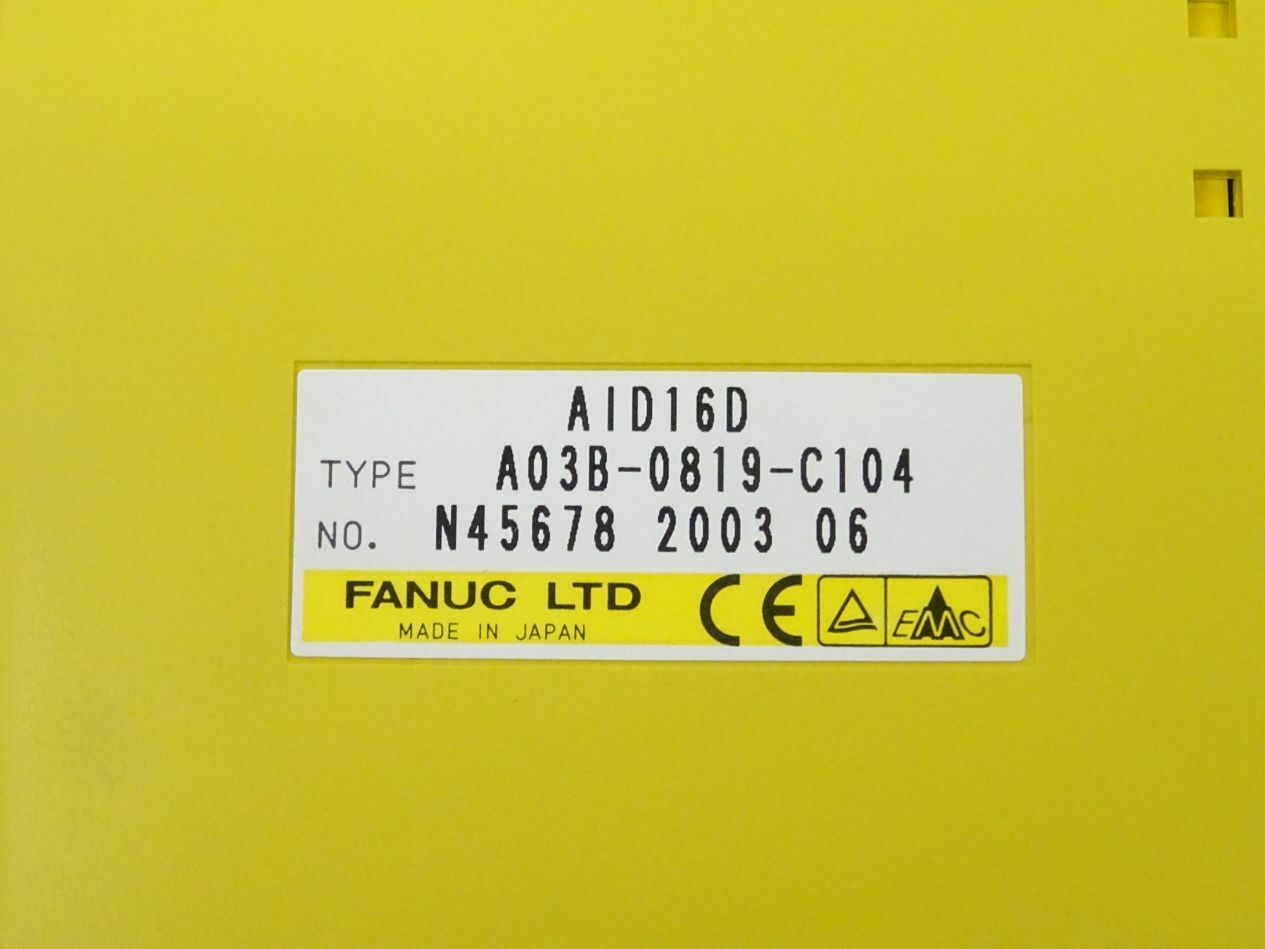 AID16D
TYPE A03B-0819-C104
NO. N45678 2003 06
FANUC LTD CE EMC
MADE IN JAPAN